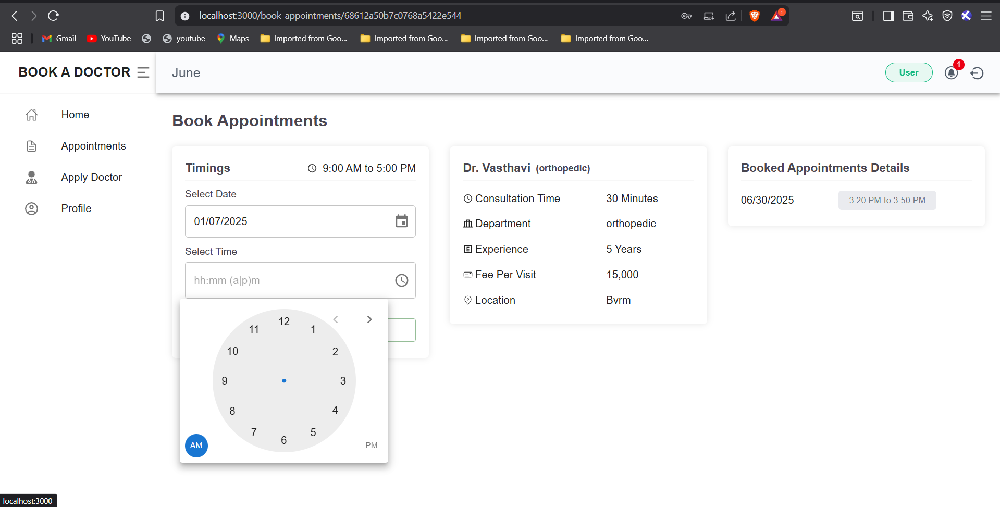 localhost:3000/book-appointments/68612a50b7c0768a5422e544
1
Gmail
YouTube
youtube
Maps
Imported from Goo...
Imported from Goo...
Imported from Goo...
Imported from Goo...
BOOK A DOCTOR
June
User
1
Home
Appointments
Apply Doctor
Profile
Book Appointments
Timings
9:00 AM to 5:00 PM
Select Date
01/07/2025
Select Time
hh:mm (a|p)m
12
1
2
3
4
5
6
7
8
9
10
11
AM
PM
Dr. Vasthavi (orthopedic)
Consultation Time 30 Minutes
Department orthopedic
E Experience 5 Years
Fee Per Visit 15,000
Location Bvrm
Booked Appointments Details
06/30/2025 3:20 PM to 3:50 PM
localhost:3000